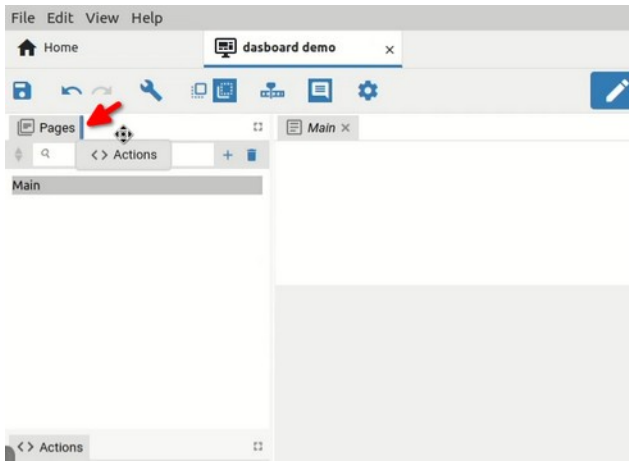 File Edit View Help
Home dasboard demo ×
Pages Main ×
<> Actions
Main
<> Actions